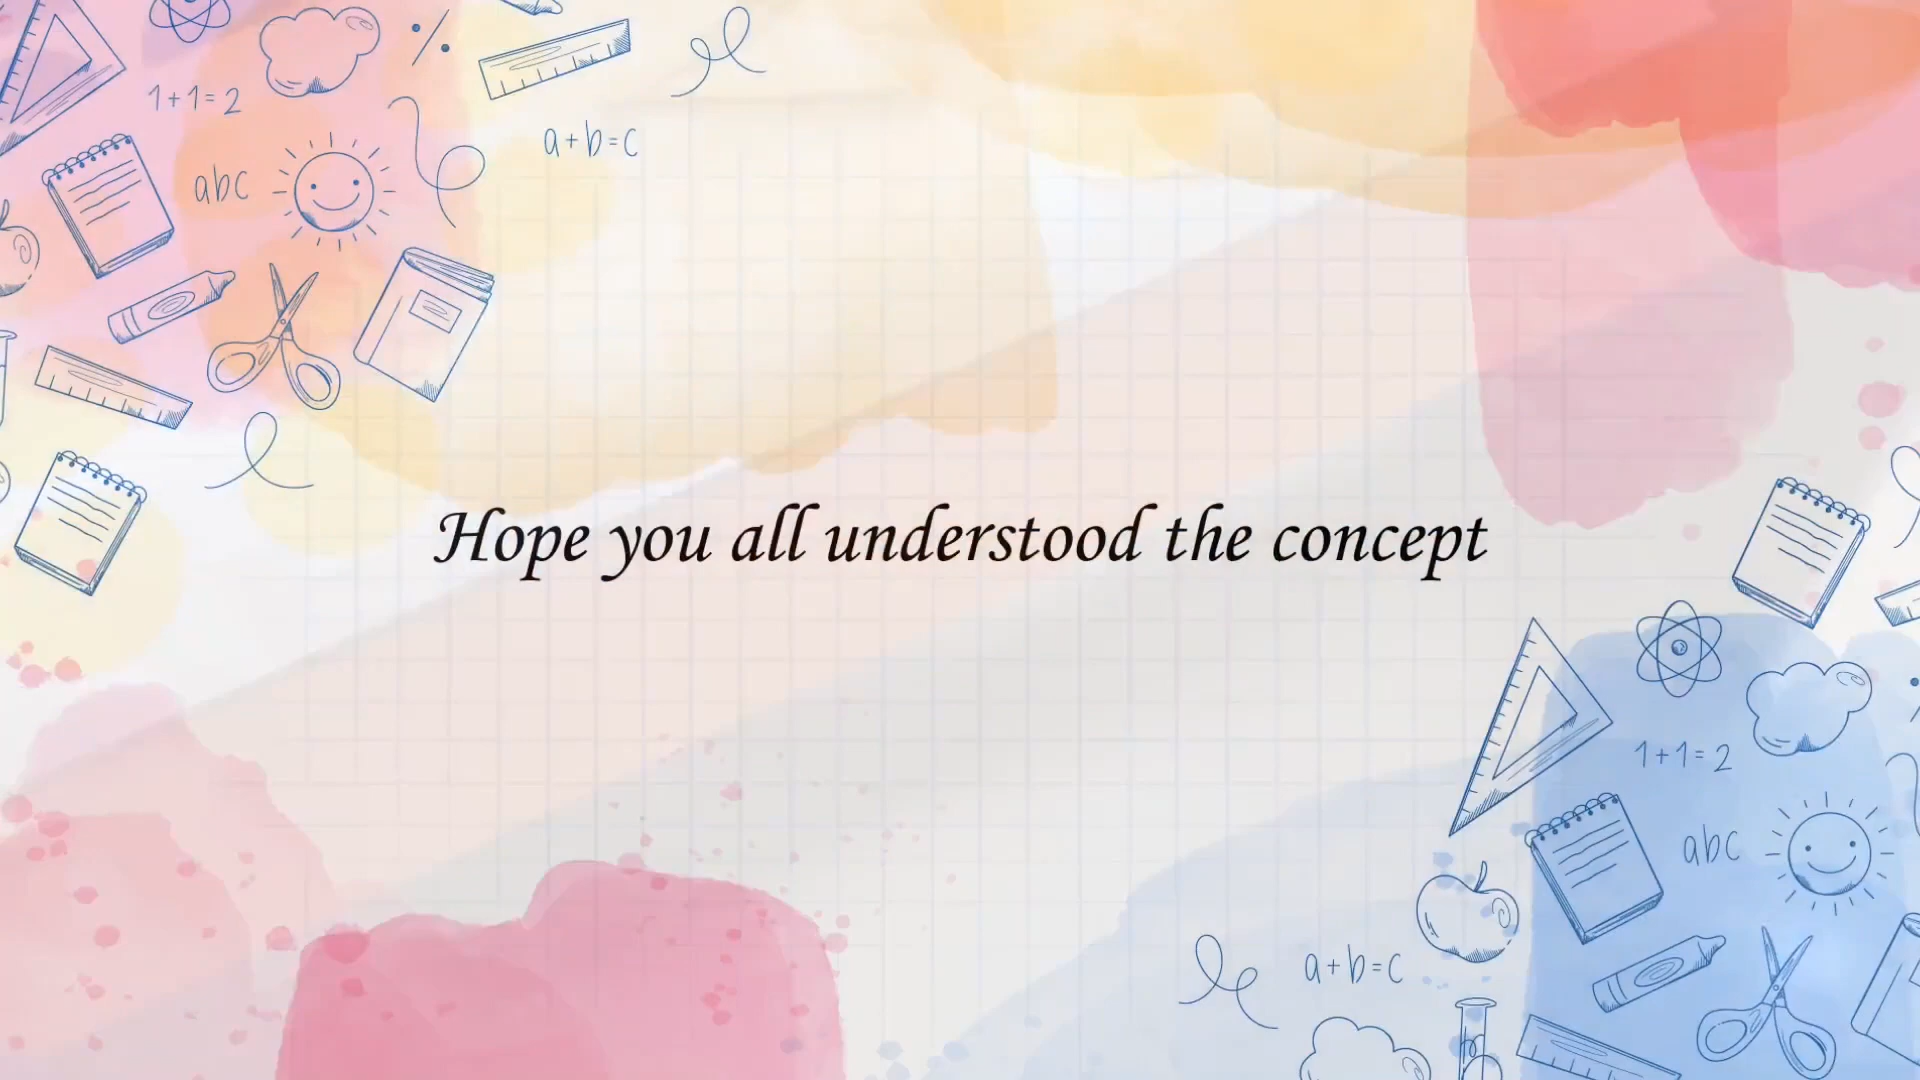 1+1=2
a+b=c
abc
Hope you all understood the concept
1+1=2
abc
a+b=c